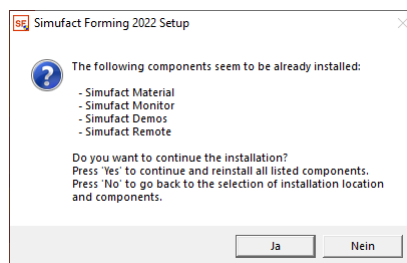 SF Simufact Forming 2022 Setup
The following components seem to be already installed:
- Simufact Material
- Simufact Monitor
- Simufact Demos
- Simufact Remote
Do you want to continue the installation?
Press 'Yes' to continue and reinstall all listed components.
Press 'No' to go back to the selection of installation location
and components.
Ja
Nein